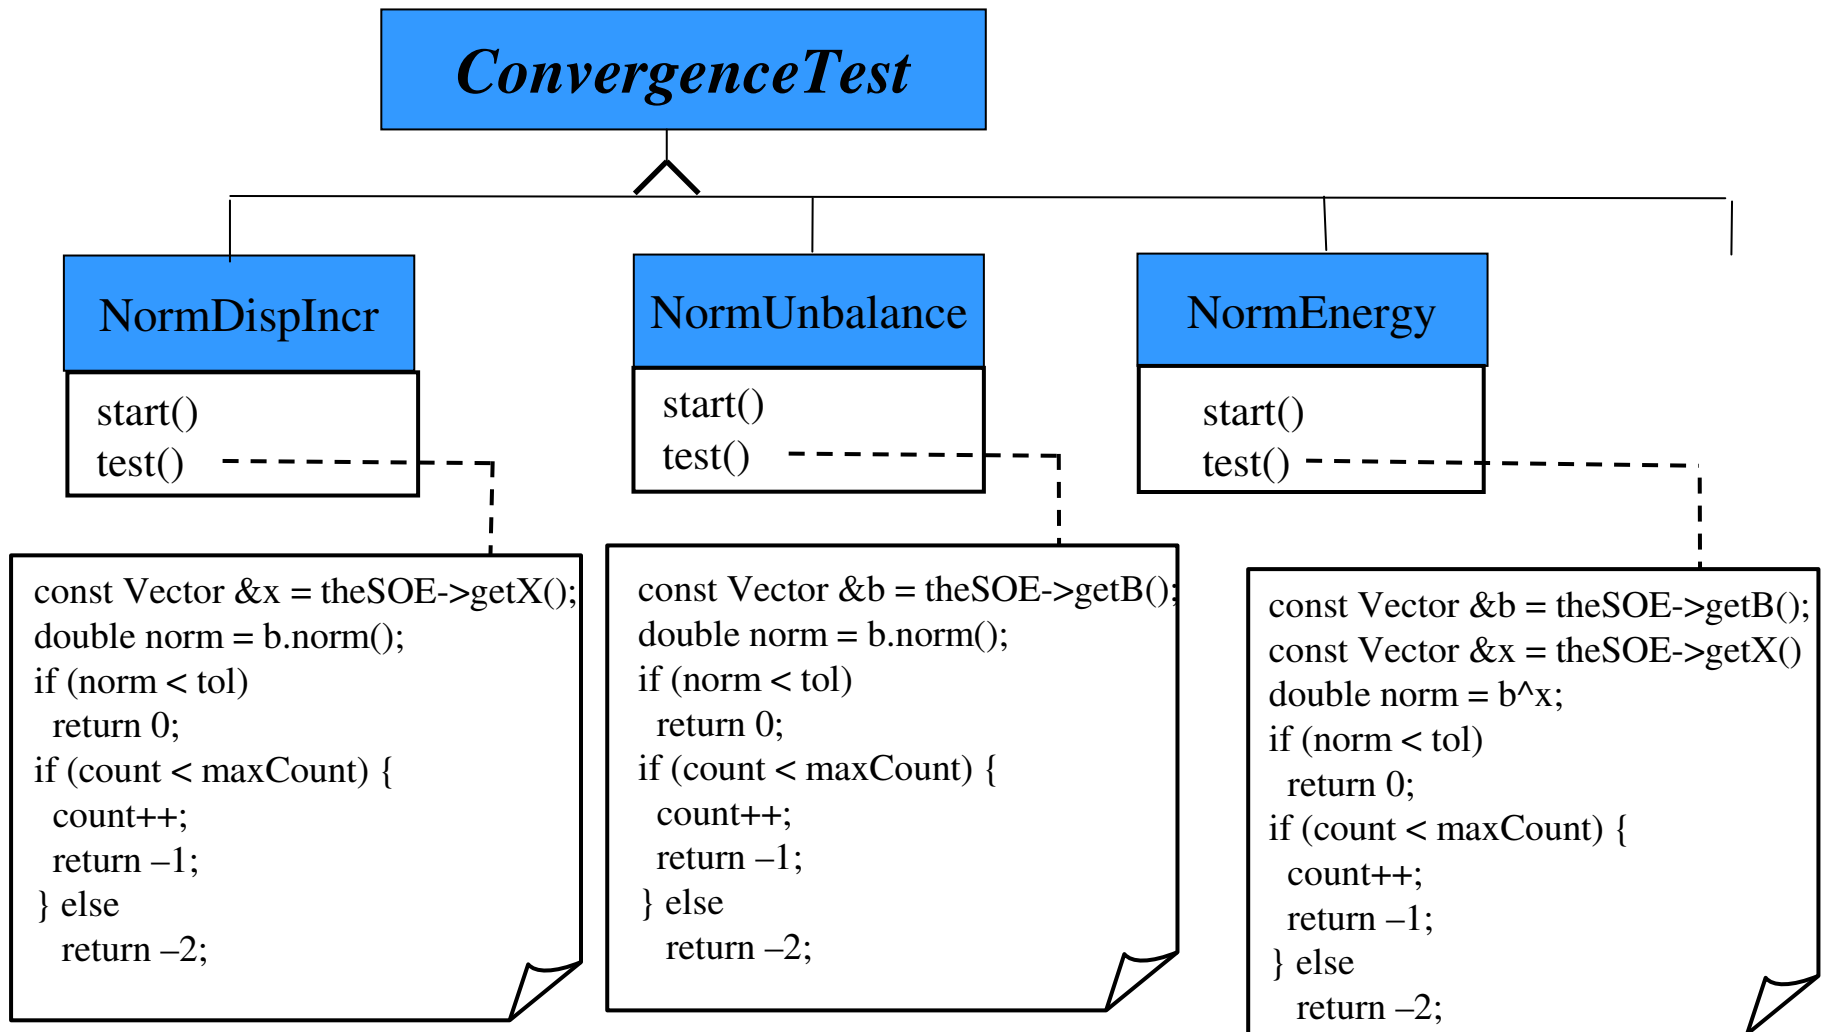 ConvergenceTest
NormDispIncr
start()
test()
const Vector &x = theSOE->getX();
double norm = b.norm();
if (norm < tol)
return 0;
if (count < maxCount) {
count++;
return –1;
} else
return –2;
NormUnbalance
start()
test()
const Vector &b = theSOE->getB();
double norm = b.norm();
if (norm < tol)
return 0;
if (count < maxCount) {
count++;
return –1;
} else
return –2;
NormEnergy
start()
test()
const Vector &b = theSOE->getB();
const Vector &x = theSOE->getX()
double norm = b^x;
if (norm < tol)
return 0;
if (count < maxCount) {
count++;
return –1;
} else
return –2;